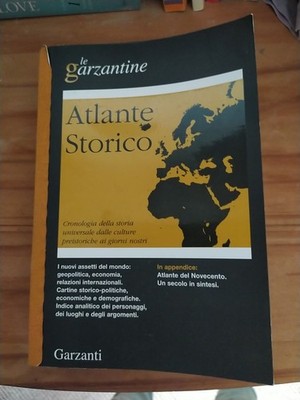 OVE
le
garzantine
Atlante
Storico
Cronologia della storia
universale dalle culture
preistoriche ai giorni nostri
I nuovi assetti del mondo:
geopolitica, economia,
relazioni internazionali.
Cartine storico-politiche,
economiche e demografiche.
Indice analitico dei personaggi,
dei luoghi e degli argomenti.
In appendice:
Atlante del Novecento.
Un secolo in sintesi.
Garzanti